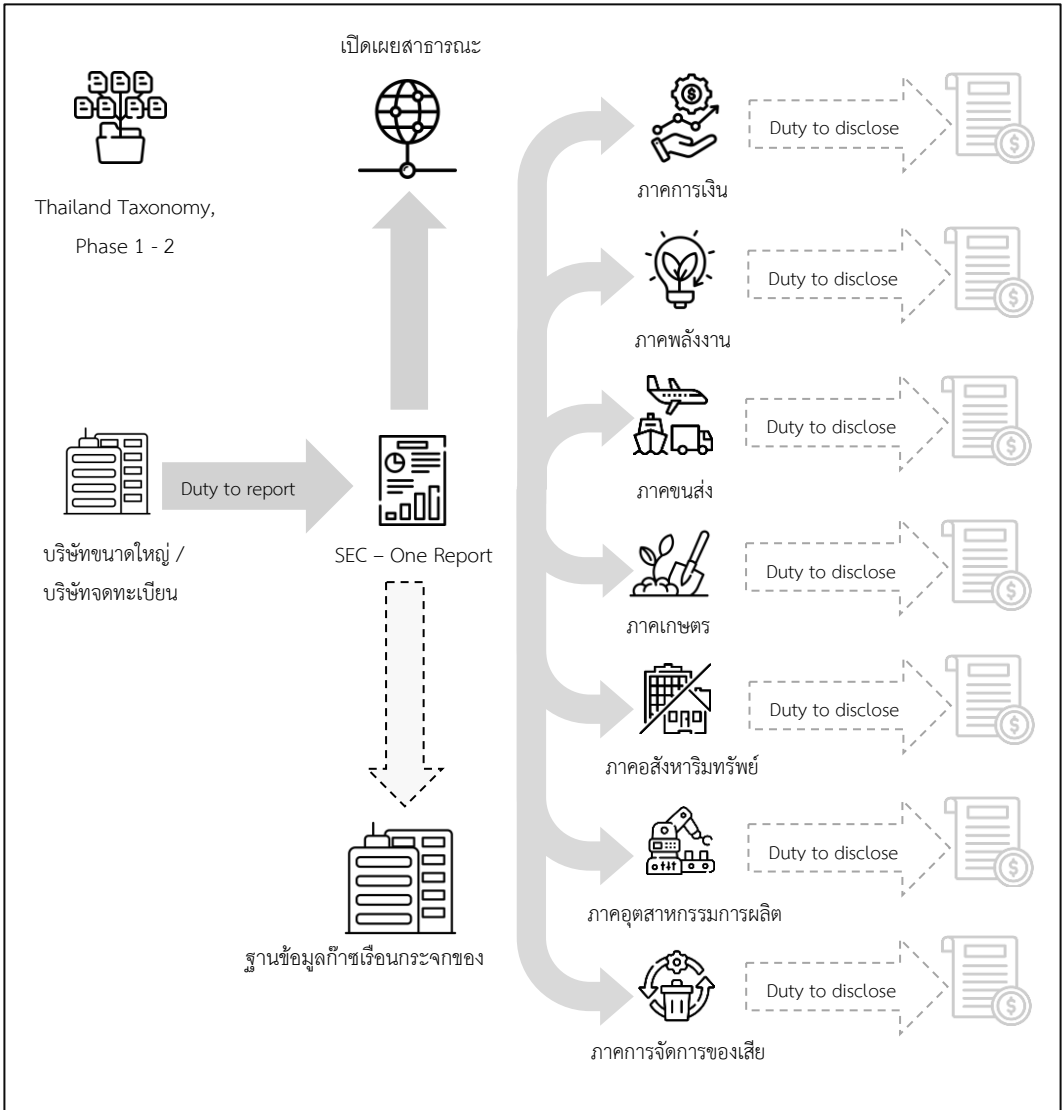 เปิดเผยสาธารณะ
Thailand Taxonomy,
Phase 1 - 2
Duty to report
บริษัทขนาดใหญ่ /
บริษัทจดทะเบียน
SEC – One Report
ฐานข้อมูลก๊าซเรือนกระจกของ
Duty to disclose
ภาคการเงิน
Duty to disclose
ภาคพลังงาน
Duty to disclose
ภาคขนส่ง
Duty to disclose
ภาคเกษตร
Duty to disclose
ภาคอสังหาริมทรัพย์
Duty to disclose
ภาคอุตสาหกรรมการผลิต
Duty to disclose
ภาคการจัดการของเสีย